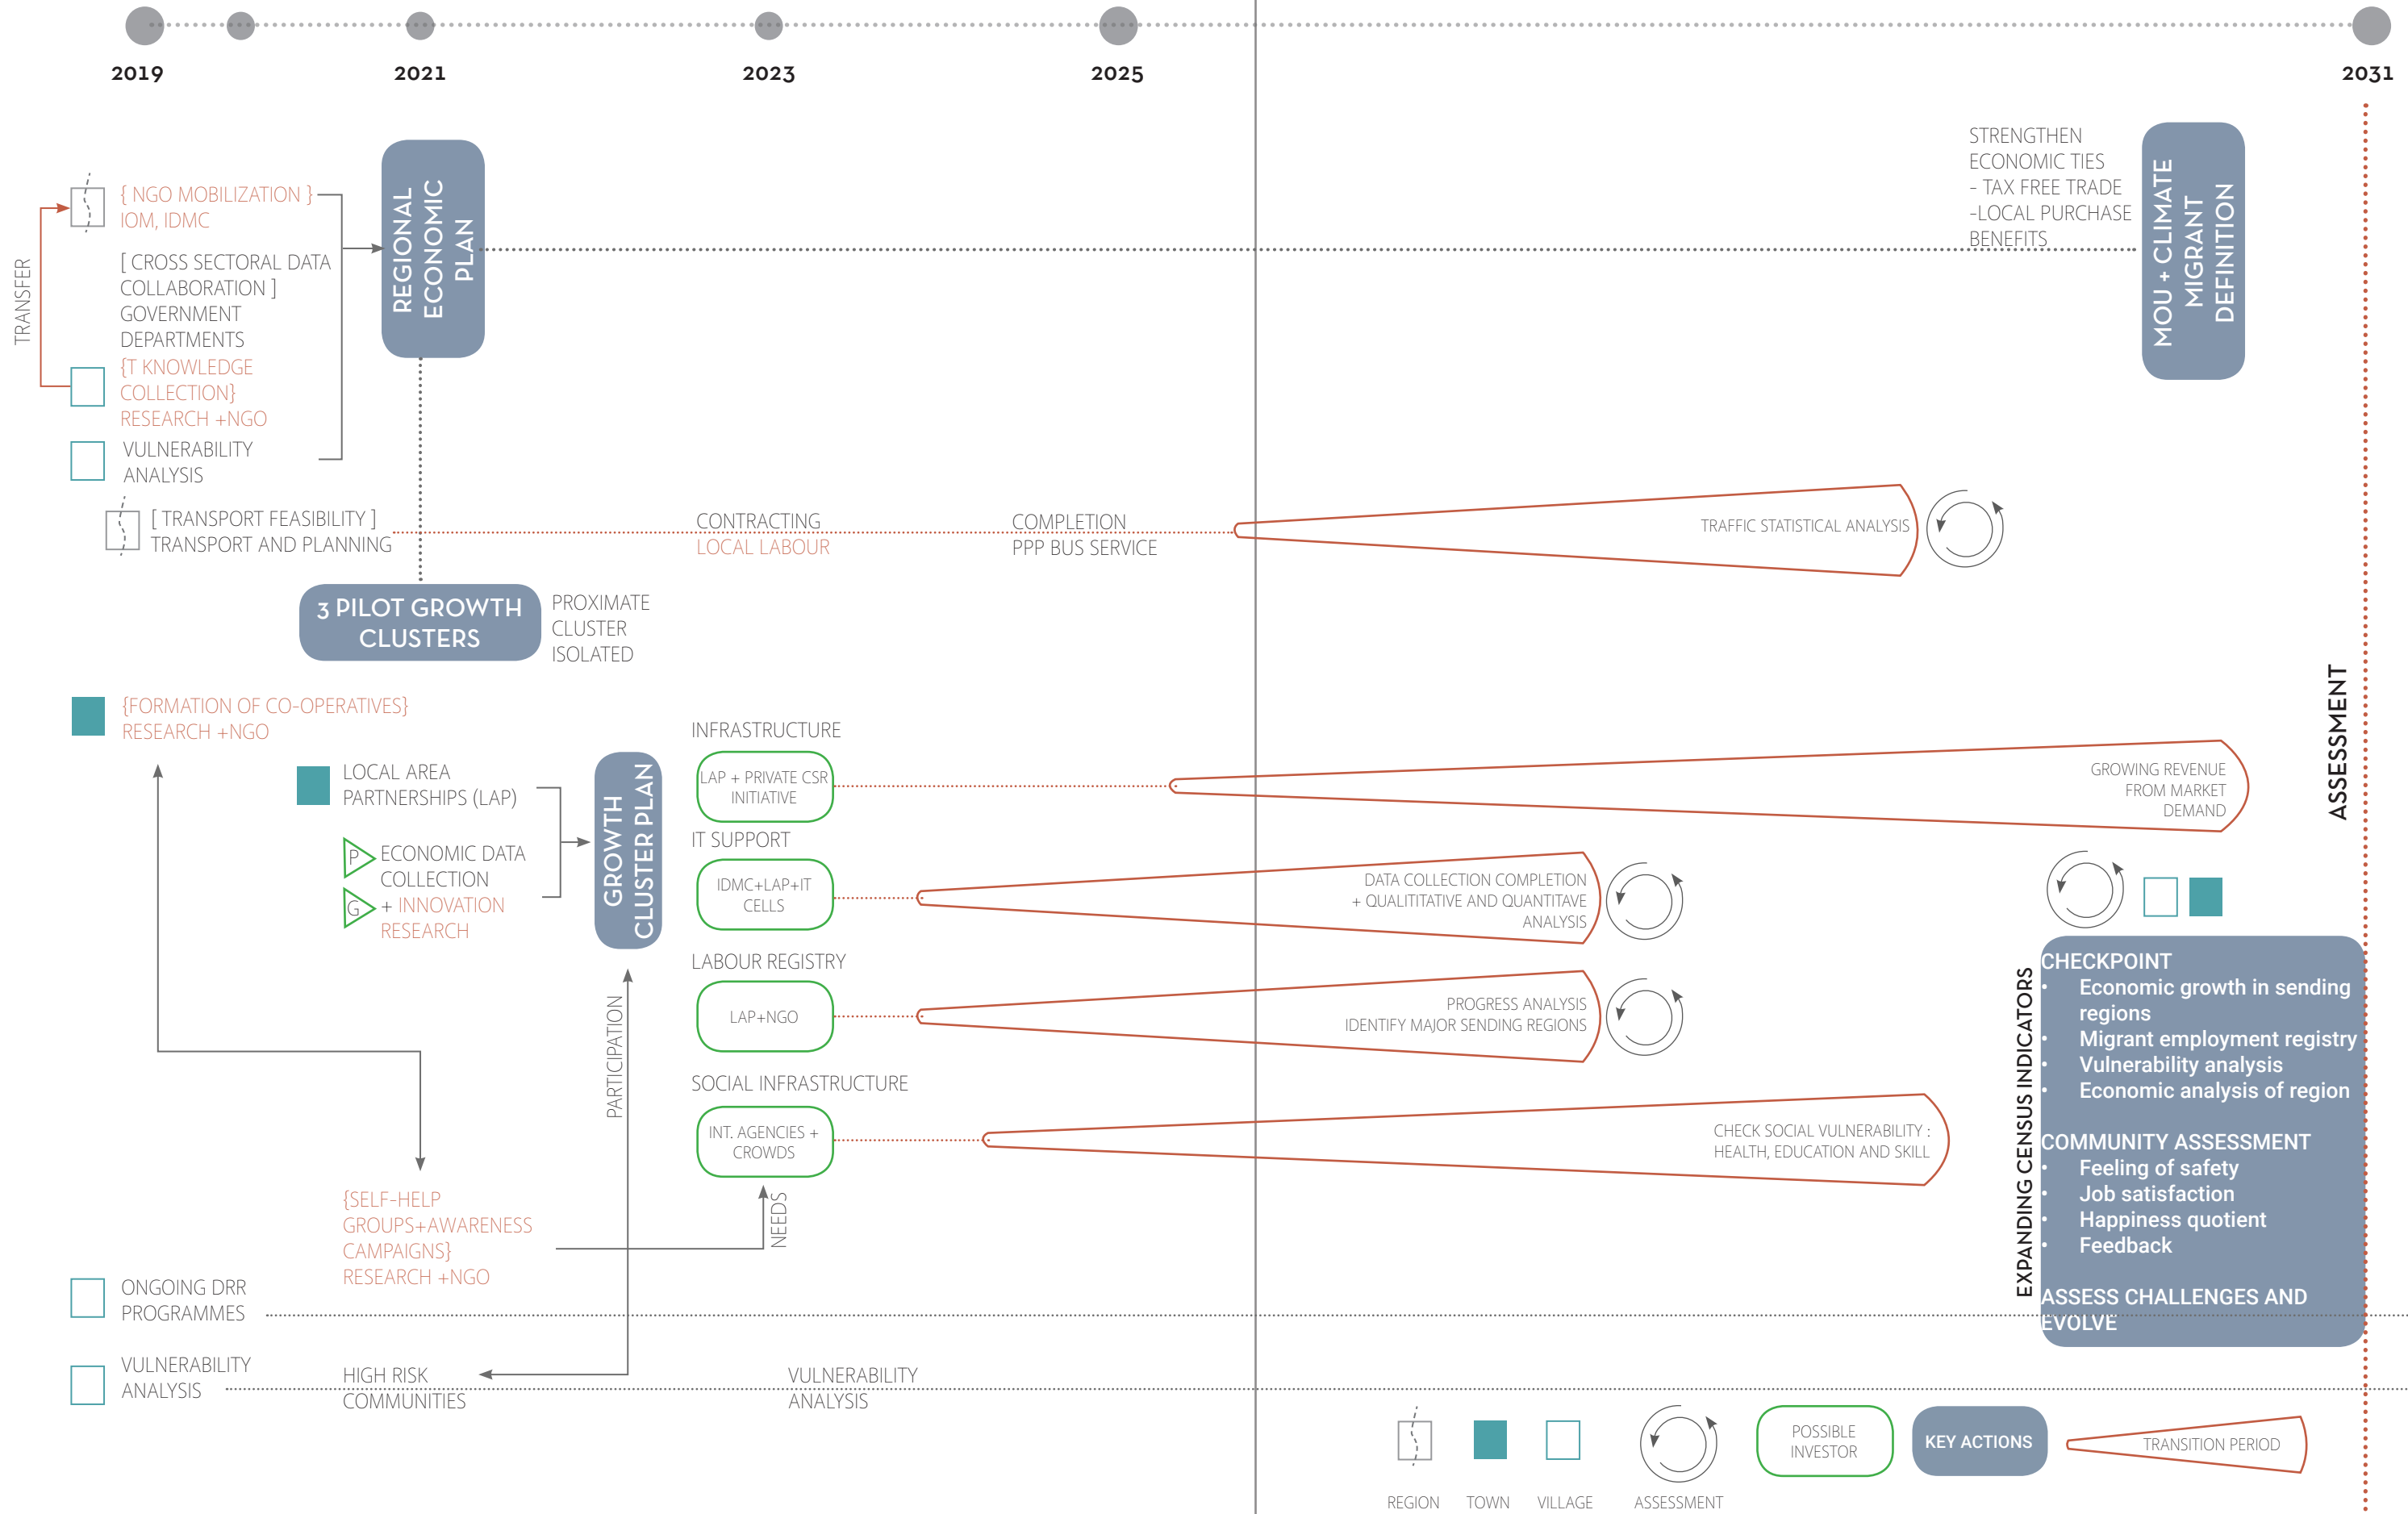 2019
2021
2023
2025
2031
TRANSFER
{ NGO MOBILIZATION }
IOM, IDMC
[ CROSS SECTORAL DATA
COLLABORATION ]
GOVERNMENT
DEPARTMENTS
{T KNOWLEDGE
COLLECTION}
RESEARCH +NGO
VULNERABILITY
ANALYSIS
REGIONAL
ECONOMIC
PLAN
STRENGTHEN
ECONOMIC TIES
- TAX FREE TRADE
-LOCAL PURCHASE
BENEFITS
MOU + CLIMATE
MIGRANT
DEFINITION
[ TRANSPORT FEASIBILITY ]
TRANSPORT AND PLANNING
CONTRACTING
LOCAL LABOUR
COMPLETION
PPP BUS SERVICE
TRAFFIC STATISTICAL ANALYSIS
3 PILOT GROWTH
CLUSTERS
PROXIMATE
CLUSTER
ISOLATED
{FORMATION OF CO-OPERATIVES}
RESEARCH +NGO
LOCAL AREA
PARTNERSHIPS (LAP)
P
G
ECONOMIC DATA
COLLECTION
+ INNOVATION
RESEARCH
GROWTH
CLUSTER PLAN
PARTICIPATION
INFRASTRUCTURE
LAP + PRIVATE CSR
INITIATIVE
GROWING REVENUE
FROM MARKET
DEMAND
IT SUPPORT
IDMC+LAP+IT
CELLS
DATA COLLECTION COMPLETION
+ QUALITITATIVE AND QUANTITAVE
ANALYSIS
LABOUR REGISTRY
LAP+NGO
PROGRESS ANALYSIS
IDENTIFY MAJOR SENDING REGIONS
SOCIAL INFRASTRUCTURE
INT. AGENCIES +
CROWDS
CHECK SOCIAL VULNERABILITY :
HEALTH, EDUCATION AND SKILL
NEEDS
{SELF-HELP
GROUPS+AWARENESS
CAMPAIGNS}
RESEARCH +NGO
ONGOING DRR
PROGRAMMES
VULNERABILITY
ANALYSIS
HIGH RISK
COMMUNITIES
VULNERABILITY
ANALYSIS
ASSESSMENT
EXPANDING CENSUS INDICATORS
CHECKPOINT
• Economic growth in sending
regions
• Migrant employment registry
• Vulnerability analysis
• Economic analysis of region
COMMUNITY ASSESSMENT
• Feeling of safety
• Job satisfaction
• Happiness quotient
• Feedback
ASSESS CHALLENGES AND
EVOLVE
REGION
TOWN
VILLAGE
ASSESSMENT
POSSIBLE
INVESTOR
KEY ACTIONS
TRANSITION PERIOD